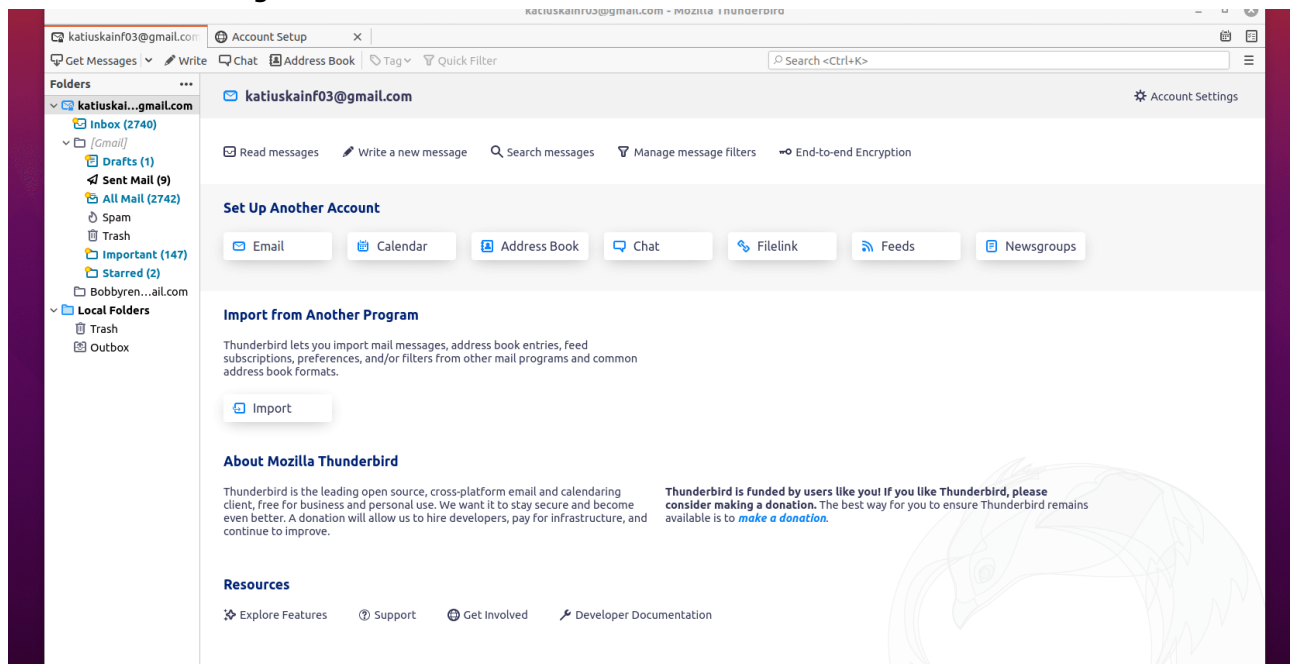 katiuskainf03@gmail.com - Mozilla Thunderbird
katiuskainf03@gmail.com Account Setup
Get Messages Write Chat Address Book Tag Quick Filter Search <Ctrl+K>
Folders
katiuskai...gmail.com
katiuskainf03@gmail.com
Account Settings
Inbox (2740)
[Gmail]
Drafts (1)
Sent Mail (9)
All Mail (2742)
Spam
Trash
Important (147)
Starred (2)
Bobbyren...ail.com
Local Folders
Trash
Outbox
Read messages Write a new message Search messages Manage message filters End-to-end Encryption
Set Up Another Account
Email Calendar Address Book Chat Filelink Feeds Newsgroups
Import from Another Program
Thunderbird lets you import mail messages, address book entries, feed
subscriptions, preferences, and/or filters from other mail programs and common
address book formats.
Import
About Mozilla Thunderbird
Thunderbird is the leading open source, cross-platform email and calendaring
client, free for business and personal use. We want it to stay secure and become
even better. A donation will allow us to hire developers, pay for infrastructure, and
continue to improve.
Thunderbird is funded by users like you! If you like Thunderbird, please
consider making a donation. The best way for you to ensure Thunderbird remains
available is to make a donation.
Resources
Explore Features Support Get Involved Developer Documentation